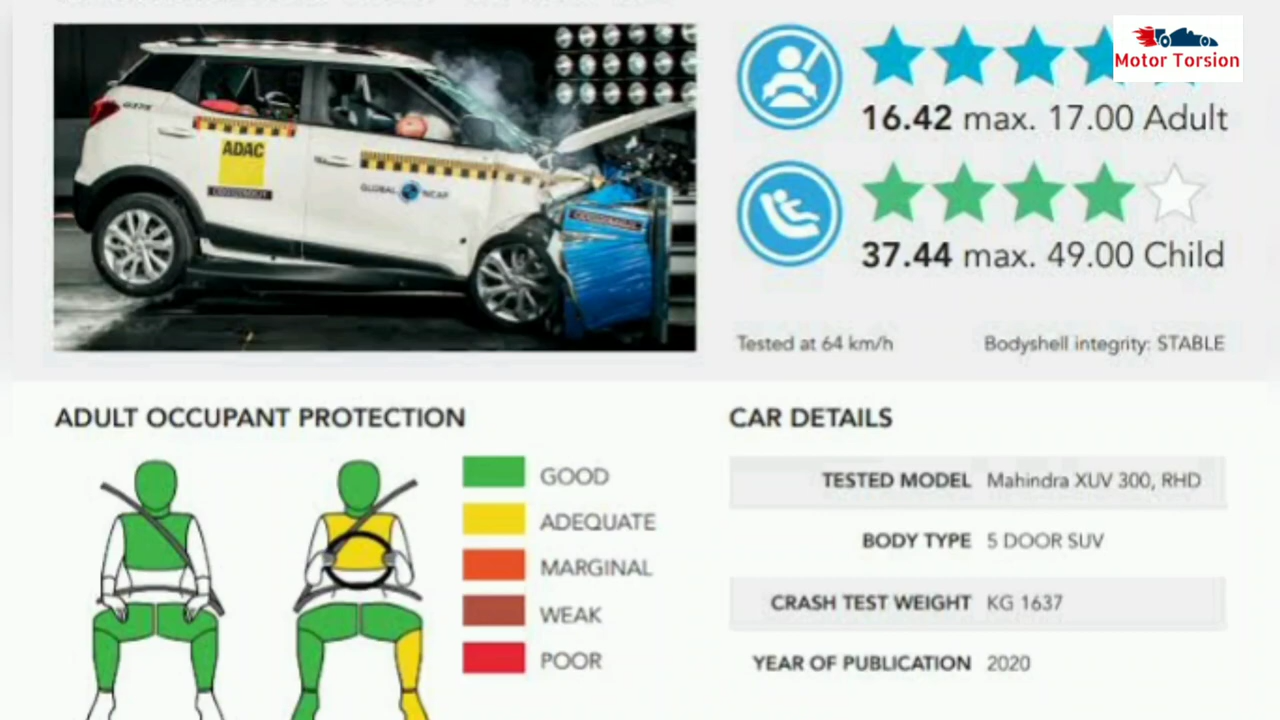 Motor Torsion
ADAC
GLOBAL NCAP
16.42 max. 17.00 Adult
37.44 max. 49.00 Child
Tested at 64 km/h
Bodyshell integrity: STABLE
ADULT OCCUPANT PROTECTION
GOOD
ADEQUATE
MARGINAL
WEAK
POOR
CAR DETAILS
TESTED MODEL Mahindra XUV 300, RHD
BODY TYPE 5 DOOR SUV
CRASH TEST WEIGHT KG 1637
YEAR OF PUBLICATION 2020